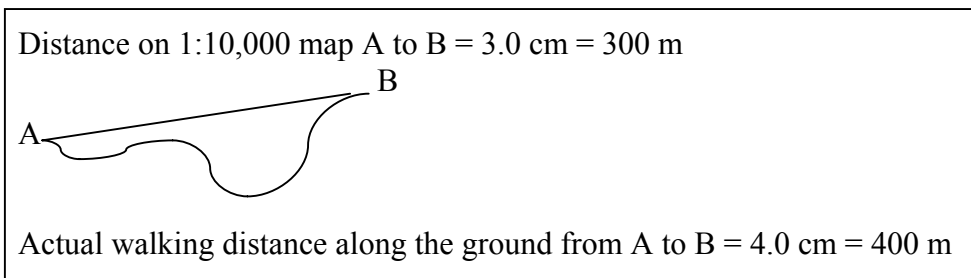 Distance on 1:10,000 map A to B = 3.0 cm = 300 m
B
A
Actual walking distance along the ground from A to B = 4.0 cm = 400 m